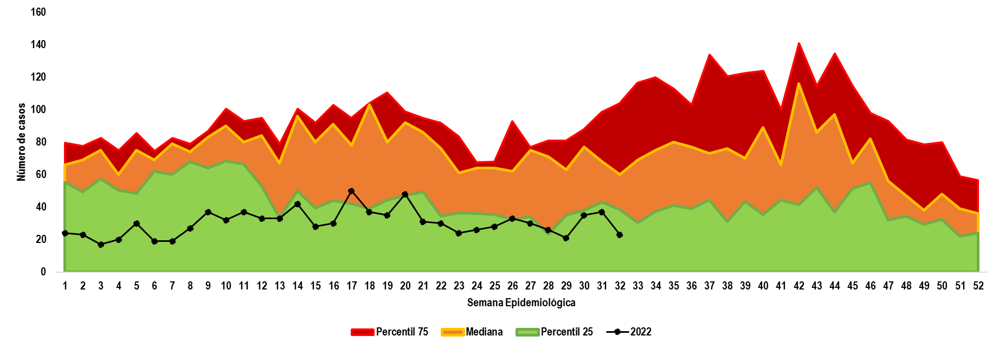 160
140
120
100
80
60
40
20
0
Número de casos
1 2 3 4 5 6 7 8 9 10 11 12 13 14 15 16 17 18 19 20 21 22 23 24 25 26 27 28 29 30 31 32 33 34 35 36 37 38 39 40 41 42 43 44 45 46 47 48 49 50 51 52
Semana Epidemiológica
Percentil 75 Mediana Percentil 25 2022